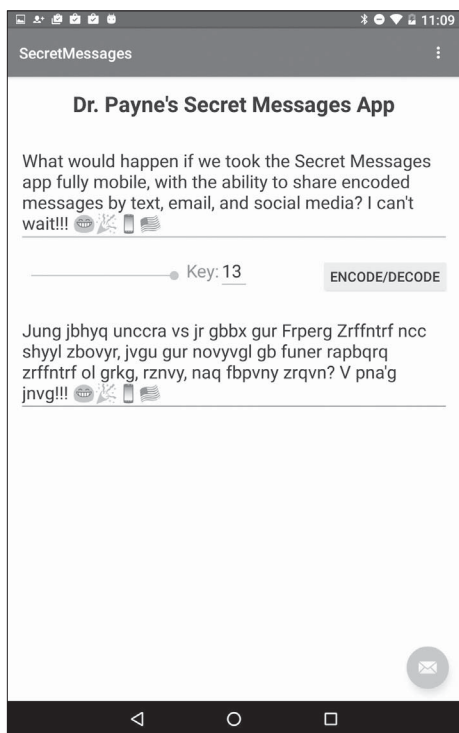 11:09
SecretMessages
Dr. Payne's Secret Messages App
What would happen if we took the Secret Messages
app fully mobile, with the ability to share encoded
messages by text, email, and social media? I can't
wait!!! 😁🎉📱🇺🇸
Key: 13
ENCODE/DECODE
Jung jbhyq unccra vs jr gbbx gur Frperg Zrffntrf ncc
shyyl zbovyr, jvgu gur novyvgl gb funer rapbqrq
zrffntrf ol grkg, rznvy, naq fbpvny zrqvn? V pna'g
jnvg!!! 😁🎉📱🇺🇸